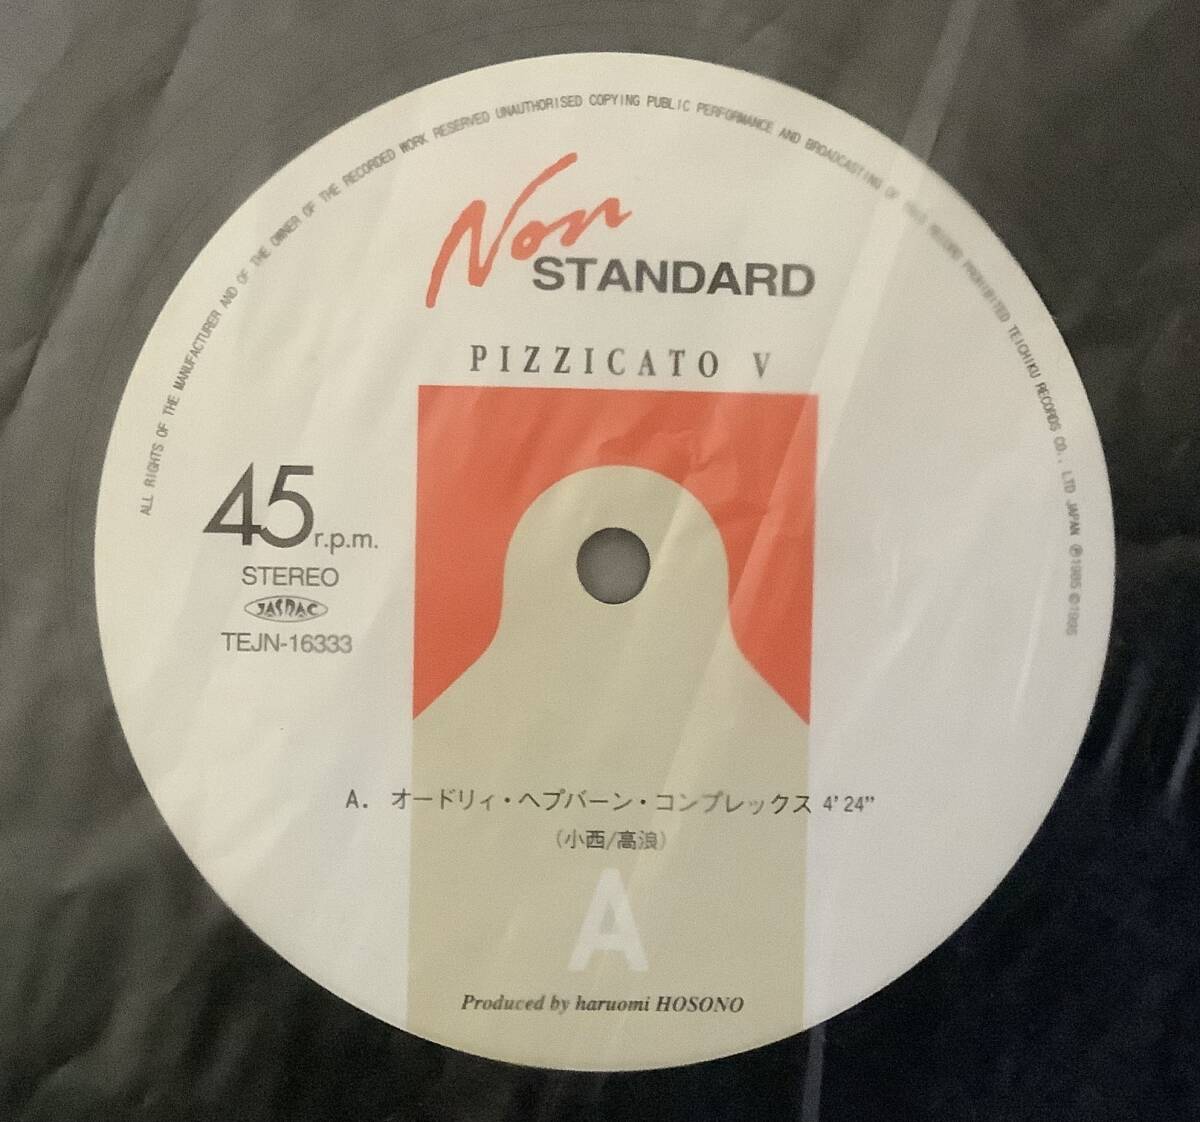 ALL RIGHTS OF THE MANUFACTURER AND OF THE OWNER OF THE RECORDED WORK RESERVED UNAUTHORISED COPYING PUBLIC PERFORMANCE AND BROADCASTING OF THIS RECORD PROHIBITED TEICHIKU RECORDS CO., LTD JAPAN ℗1985 ©1985
Non
STANDARD
PIZZICATO V
45 r.p.m.
STEREO
JASRAC
TEJN-16333
A. オードリィ・ヘプバーン・コンプレックス 4'24"
(小西/高浪)
A
Produced by haruomi HOSONO